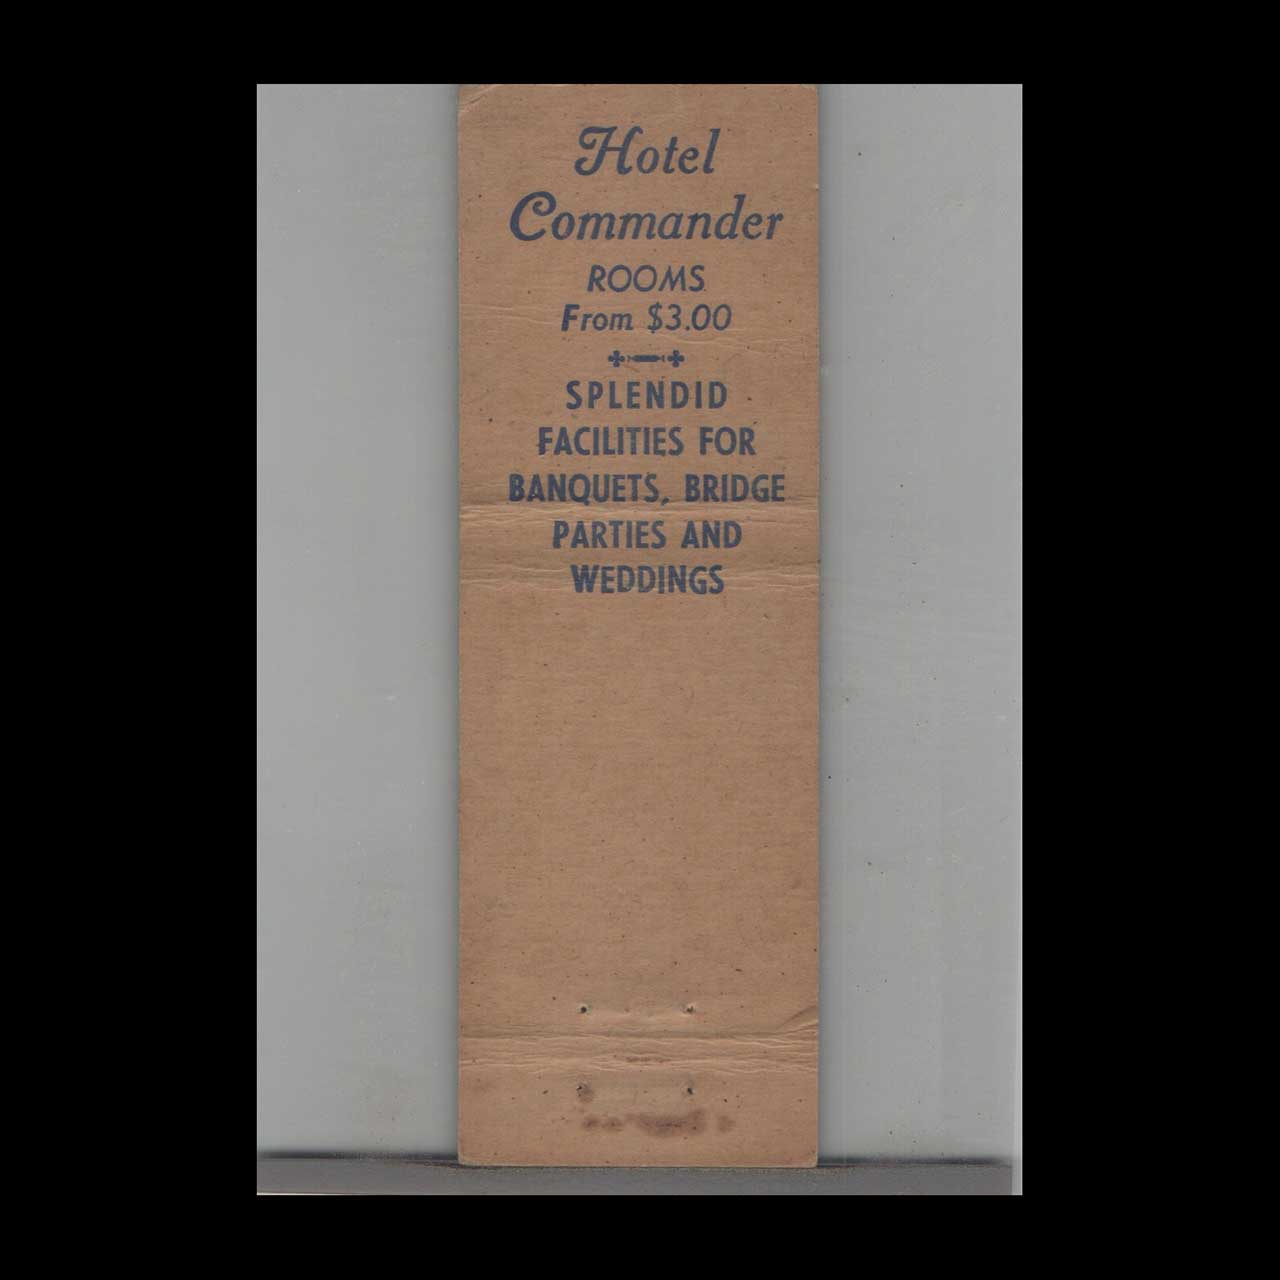 Hotel
Commander
ROOMS
From $3.00
SPLENDID
FACILITIES FOR
BANQUETS, BRIDGE
PARTIES AND
WEDDINGS